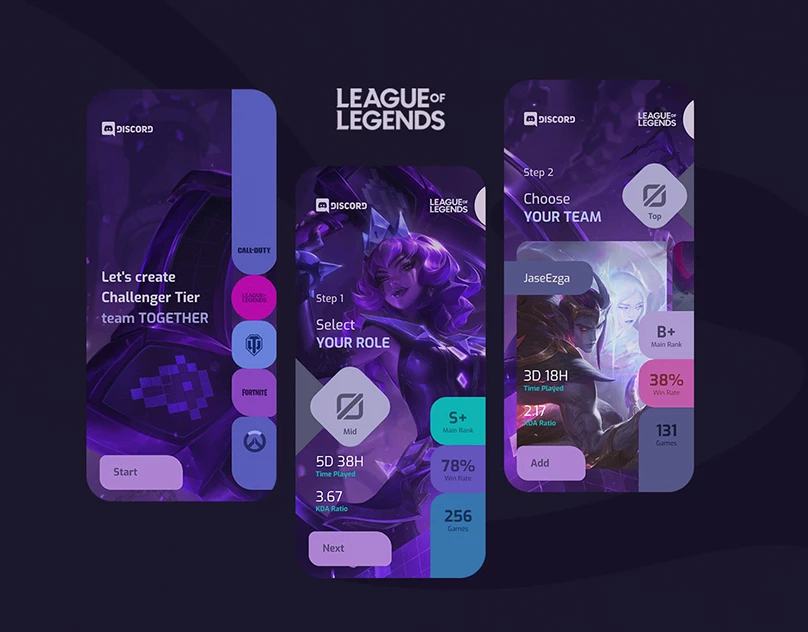 LEAGUE OF
LEGENDS
DISCORD
CALL·DUTY
Let's create
Challenger Tier
team TOGETHER
LEAGUE OF
LEGENDS
FORTNITE
Start
DISCORD
LEAGUE OF
LEGENDS
Step 1
Select
YOUR ROLE
Mid
5D 38H
Time Played
3.67
KDA Ratio
S+
Main Rank
78%
Win Rate
256
Games
Next
DISCORD
LEAGUE OF
LEGENDS
Step 2
Choose
YOUR TEAM
Top
JaseEzga
B+
Main Rank
3D 18H
Time Played
38%
Win Rate
2.17
KDA Ratio
131
Games
Add